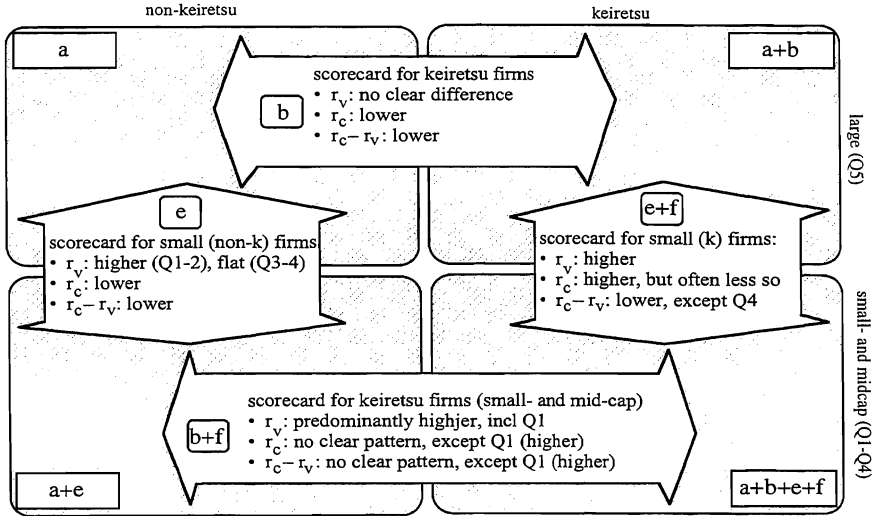 non-keiretsu
keiretsu
a
a+b
scorecard for keiretsu firms
• r_v: no clear difference
• r_c: lower
• r_c− r_v: lower
b
large (Q5)
e
scorecard for small (non-k) firms
• r_v: higher (Q1-2), flat (Q3-4)
• r_c: lower
• r_c− r_v: lower
e+f
scorecard for small (k) firms:
• r_v: higher
• r_c: higher, but often less so
• r_c− r_v: lower, except Q4
small- and midcap (Q1-Q4)
scorecard for keiretsu firms (small- and mid-cap)
• r_v: predominantly highjer, incl Q1
• r_c: no clear pattern, except Q1 (higher)
• r_c− r_v: no clear pattern, except Q1 (higher)
b+f
a+e
a+b+e+f